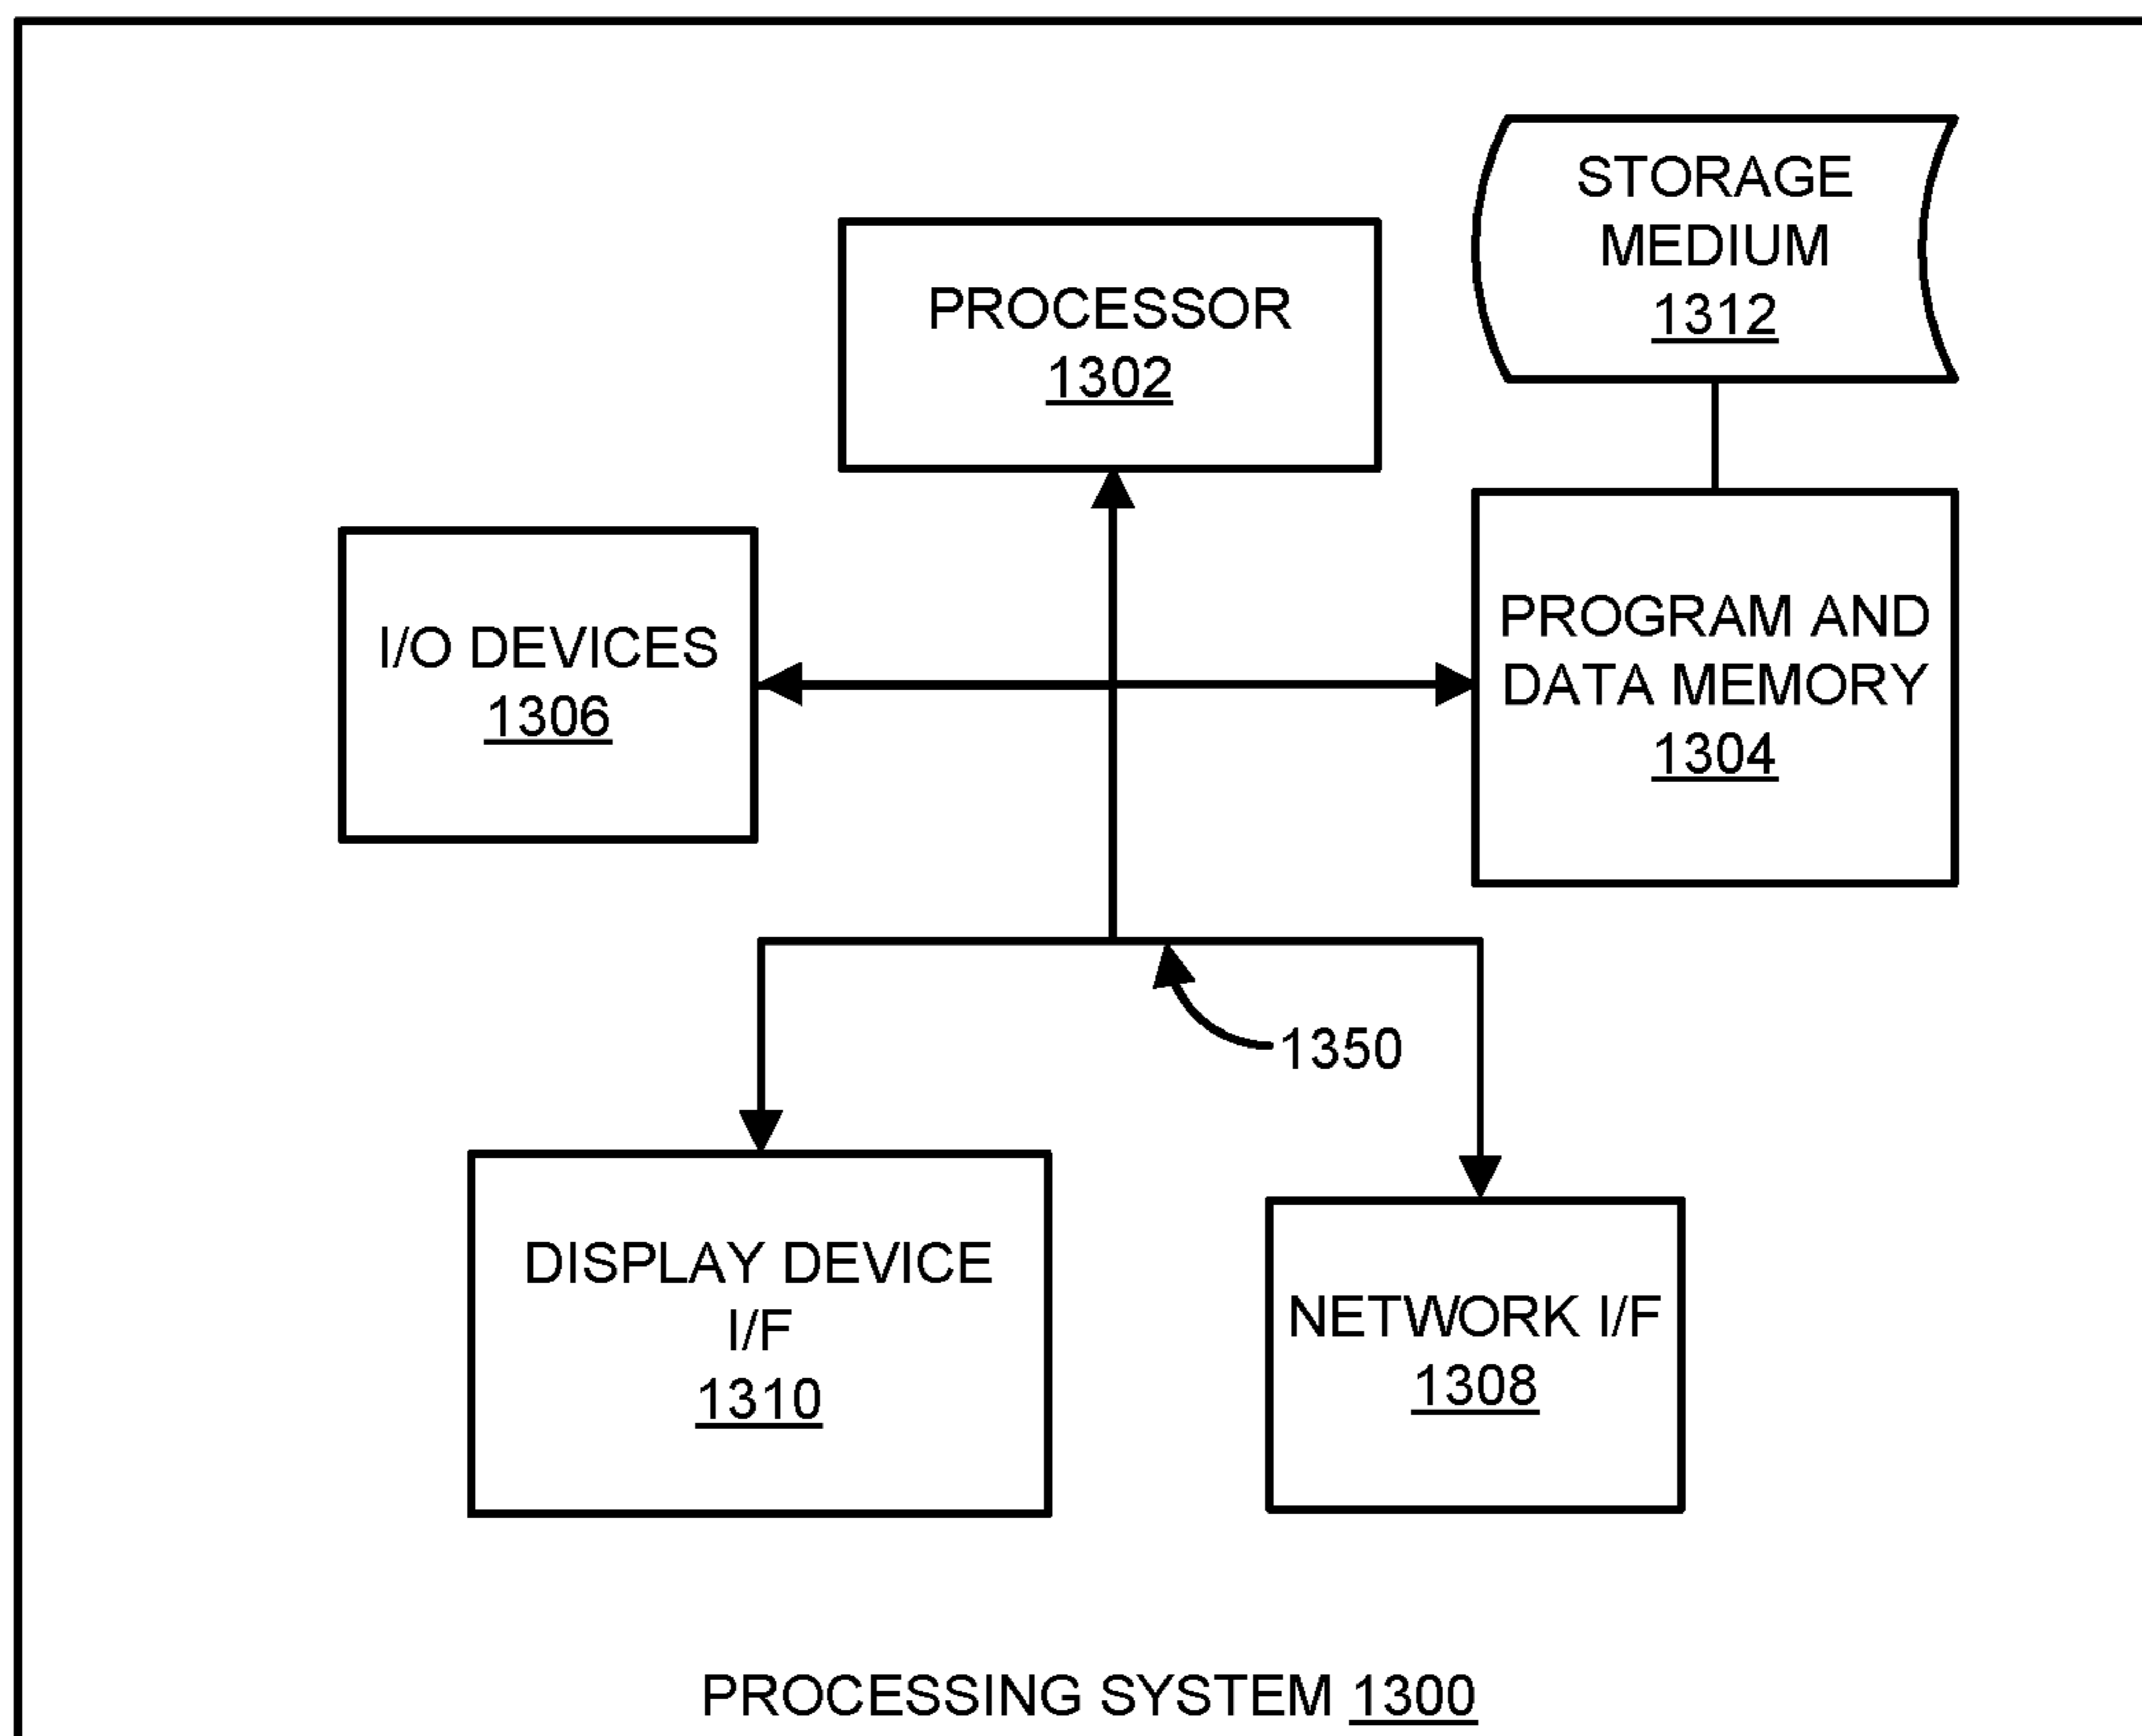 STORAGE
MEDIUM
1312
PROCESSOR
1302
I/O DEVICES
1306
PROGRAM AND
DATA MEMORY
1304
1350
DISPLAY DEVICE
I/F
1310
NETWORK I/F
1308
PROCESSING SYSTEM 1300